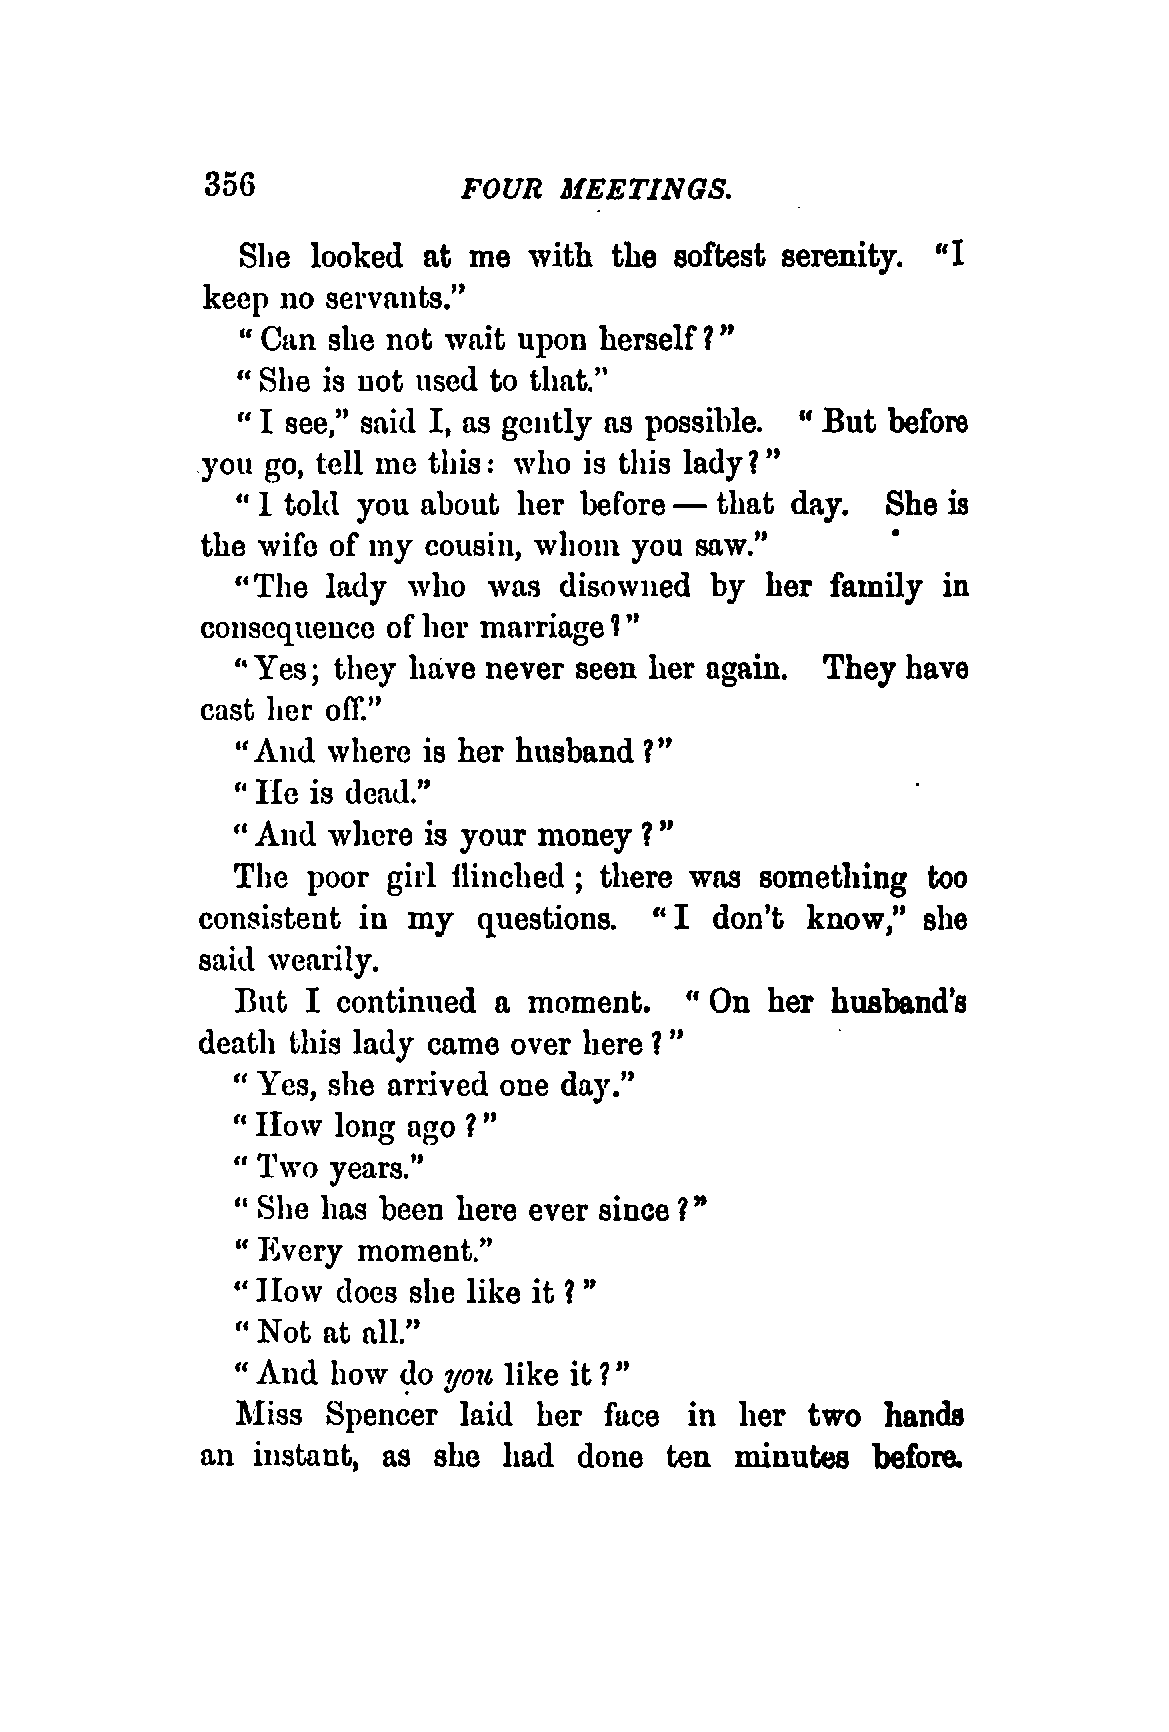 356 FOUR MEETINGS.
She looked at me with the softest serenity. "I
keep no servants."
"Can she not wait upon herself?"
"She is not used to that."
"I see," said I, as gently as possible. "But before
you go, tell me this: who is this lady?"
"I told you about her before — that day. She is
the wife of my cousin, whom you saw."
"The lady who was disowned by her family in
consequence of her marriage?"
"Yes; they have never seen her again. They have
cast her off."
"And where is her husband?"
"He is dead."
"And where is your money?"
The poor girl flinched; there was something too
consistent in my questions. "I don't know," she
said wearily.
But I continued a moment. "On her husband's
death this lady came over here?"
"Yes, she arrived one day."
"How long ago?"
"Two years."
"She has been here ever since?"
"Every moment."
"How does she like it?"
"Not at all."
"And how do you like it?"
Miss Spencer laid her face in her two hands
an instant, as she had done ten minutes before.